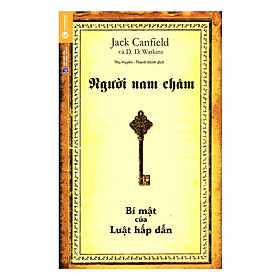 Jack Canfield
và D. D. Watkins
Thu Huyền - Thanh Minh dịch
Người nam châm
Bí mật
của
Luật hấp dẫn